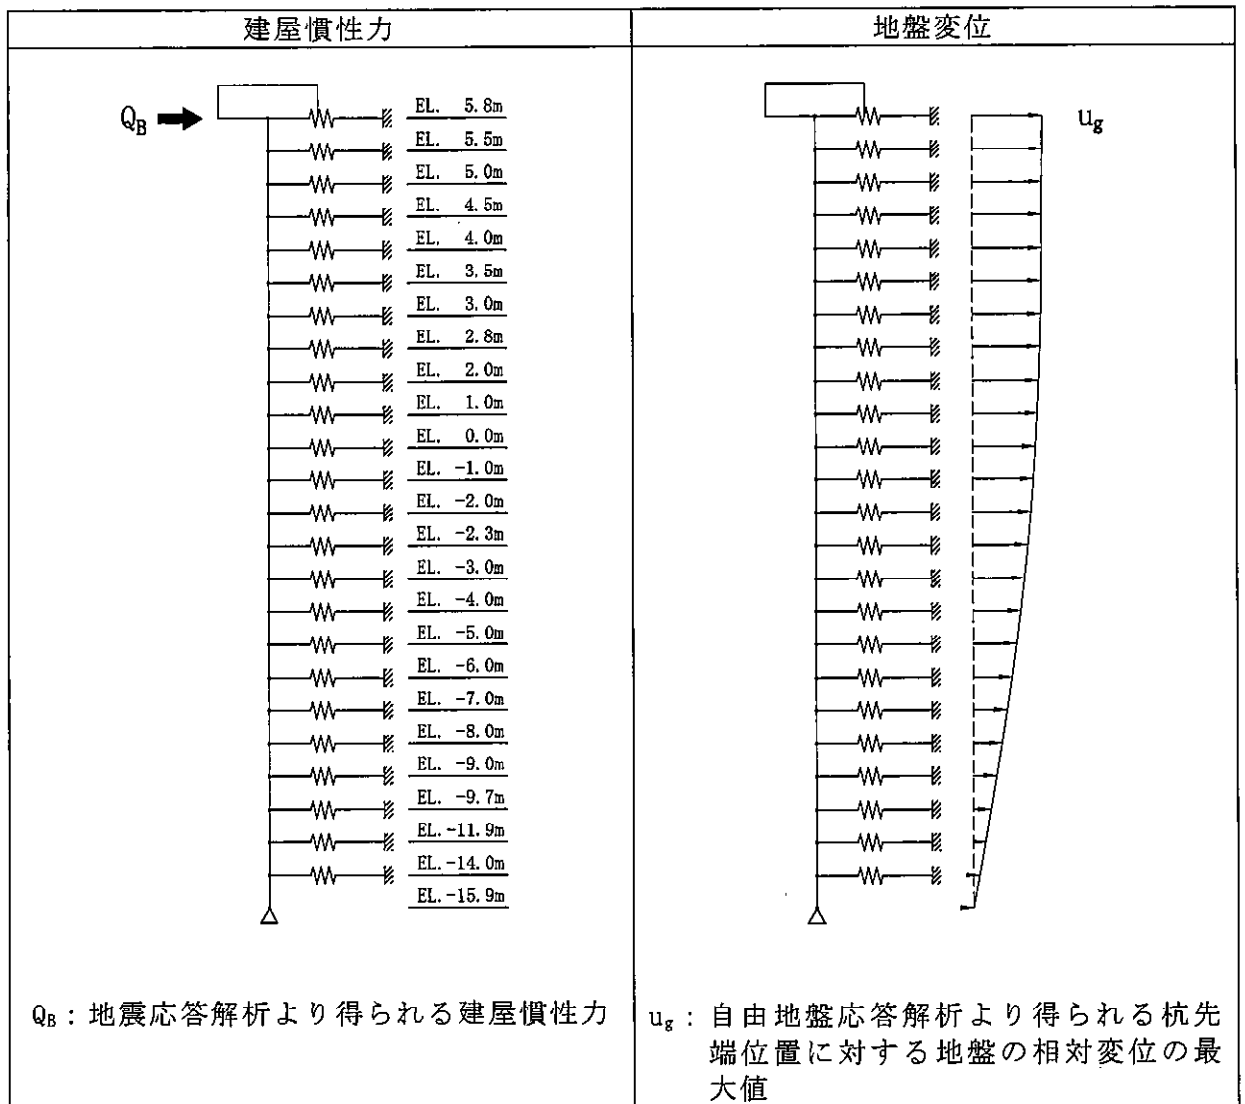 建屋慣性力
地盤変位
Q_B
EL. 5.8m
EL. 5.5m
EL. 5.0m
EL. 4.5m
EL. 4.0m
EL. 3.5m
EL. 3.0m
EL. 2.8m
EL. 2.0m
EL. 1.0m
EL. 0.0m
EL. -1.0m
EL. -2.0m
EL. -2.3m
EL. -3.0m
EL. -4.0m
EL. -5.0m
EL. -6.0m
EL. -7.0m
EL. -8.0m
EL. -9.0m
EL. -9.7m
EL. -11.9m
EL. -14.0m
EL. -15.9m
u_g
Q_B：地震応答解析より得られる建屋慣性力
u_g：自由地盤応答解析より得られる杭先
端位置に対する地盤の相対変位の最
大値